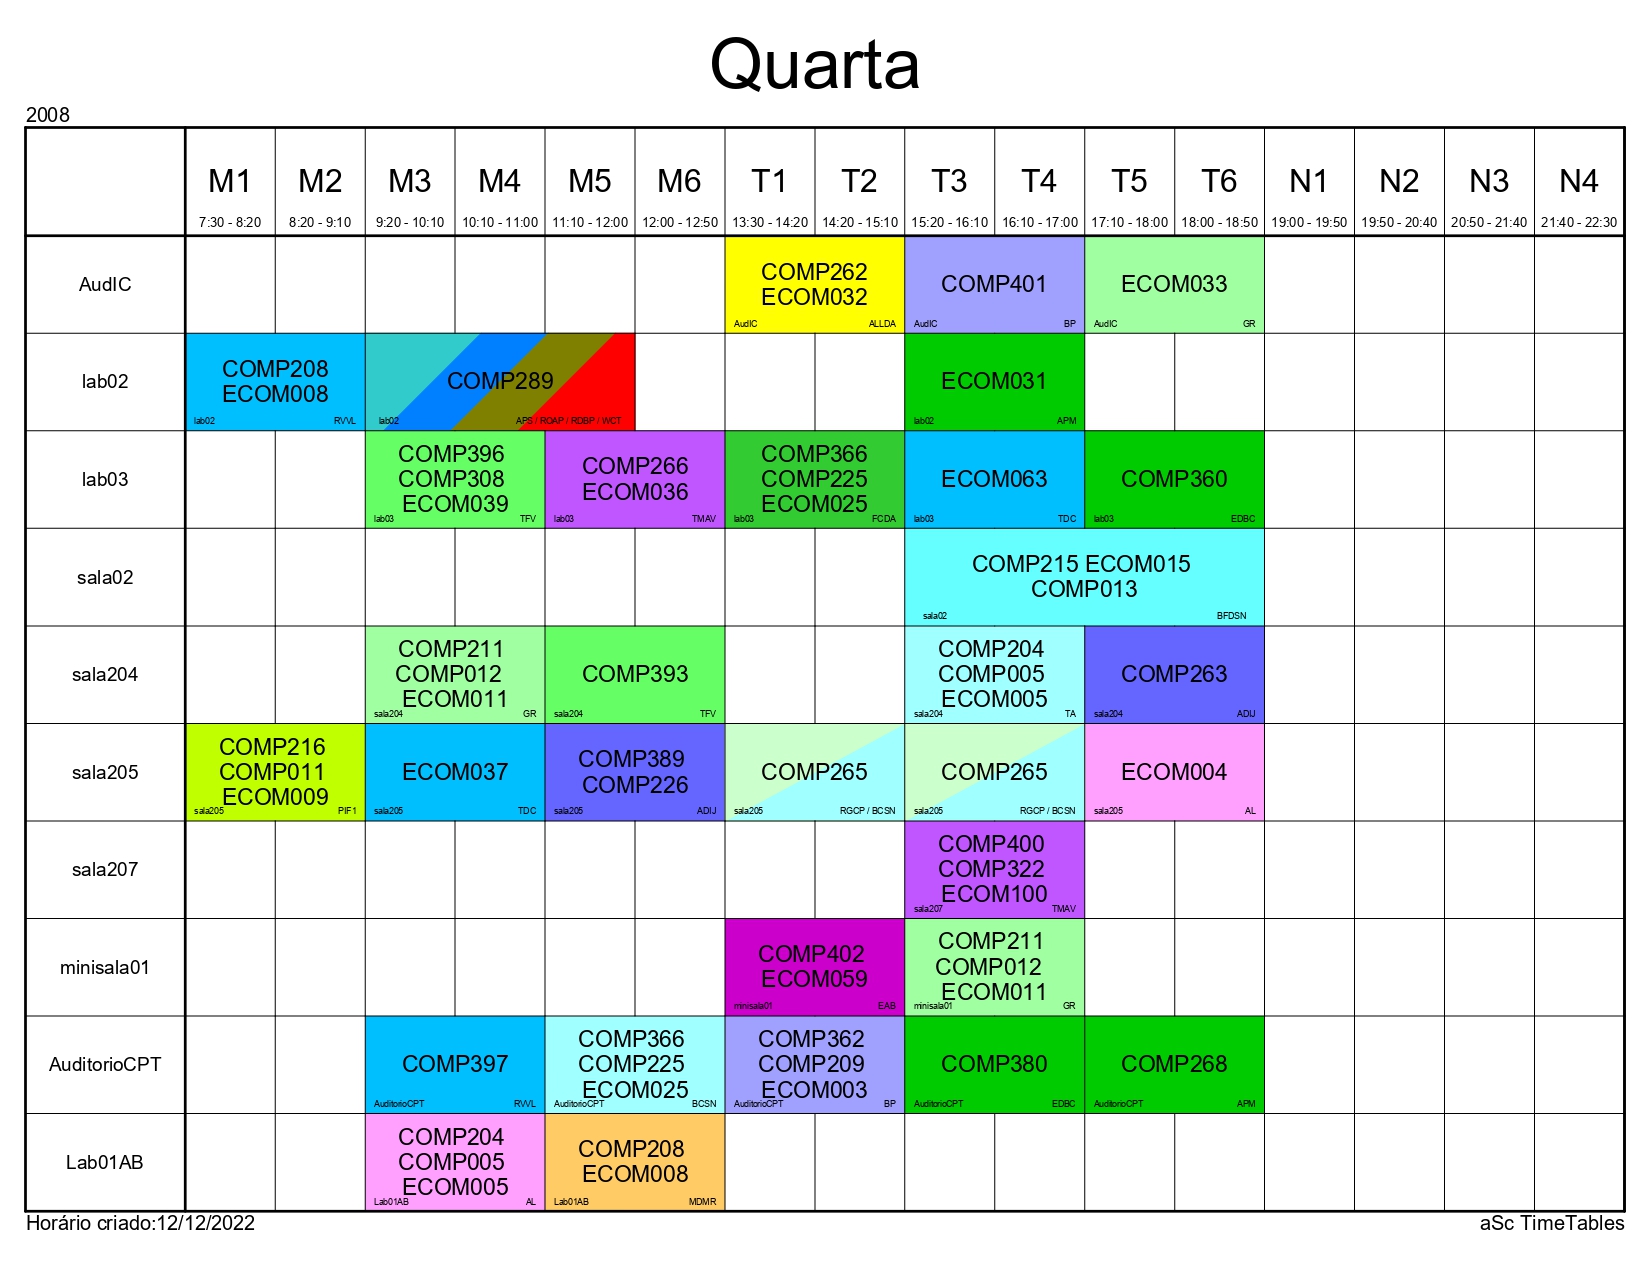 Quarta
2008
M1 M2 M3 M4 M5 M6 T1 T2 T3 T4 T5 T6 N1 N2 N3 N4
7:30 - 8:20 8:20 - 9:10 9:20 - 10:10 10:10 - 11:00 11:10 - 12:00 12:00 - 12:50 13:30 - 14:20 14:20 - 15:10 15:20 - 16:10 16:10 - 17:00 17:10 - 18:00 18:00 - 18:50 19:00 - 19:50 19:50 - 20:40 20:50 - 21:40 21:40 - 22:30
AudIC
COMP262
ECOM032
AudIC ALLDA
COMP401
AudIC BP
ECOM033
AudIC GR
lab02
COMP208
ECOM008
lab02 RVVL
COMP289
lab02 APS / ROAP / RDBP / WCT
ECOM031
lab02 APM
lab03
COMP396
COMP308
ECOM039
lab03 TFV
COMP266
ECOM036
lab03 TMAV
COMP366
COMP225
ECOM025
lab03 FCDA
ECOM063
lab03 TDC
COMP360
lab03 EDBC
sala02
COMP215 ECOM015
COMP013
sala02 BFDSN
sala204
COMP211
COMP012
ECOM011
sala204 GR
COMP393
sala204 TFV
COMP204
COMP005
ECOM005
sala204 TA
COMP263
sala204 ADIJ
sala205
COMP216
COMP011
ECOM009
sala205 PIF1
ECOM037
sala205 TDC
COMP389
COMP226
sala205 ADIJ
COMP265
sala205 RGCP / BCSN
COMP265
sala205 RGCP / BCSN
ECOM004
sala205 AL
sala207
COMP400
COMP322
ECOM100
sala207 TMAV
minisala01
COMP402
ECOM059
minisala01 EAB
COMP211
COMP012
ECOM011
minisala01 GR
AuditorioCPT
COMP397
AuditorioCPT RVVL
COMP366
COMP225
ECOM025
AuditorioCPT BCSN
COMP362
COMP209
ECOM003
AuditorioCPT BP
COMP380
AuditorioCPT EDBC
COMP268
AuditorioCPT APM
Lab01AB
COMP204
COMP005
ECOM005
Lab01AB AL
COMP208
ECOM008
Lab01AB MDMR
Horário criado:12/12/2022
aSc TimeTables